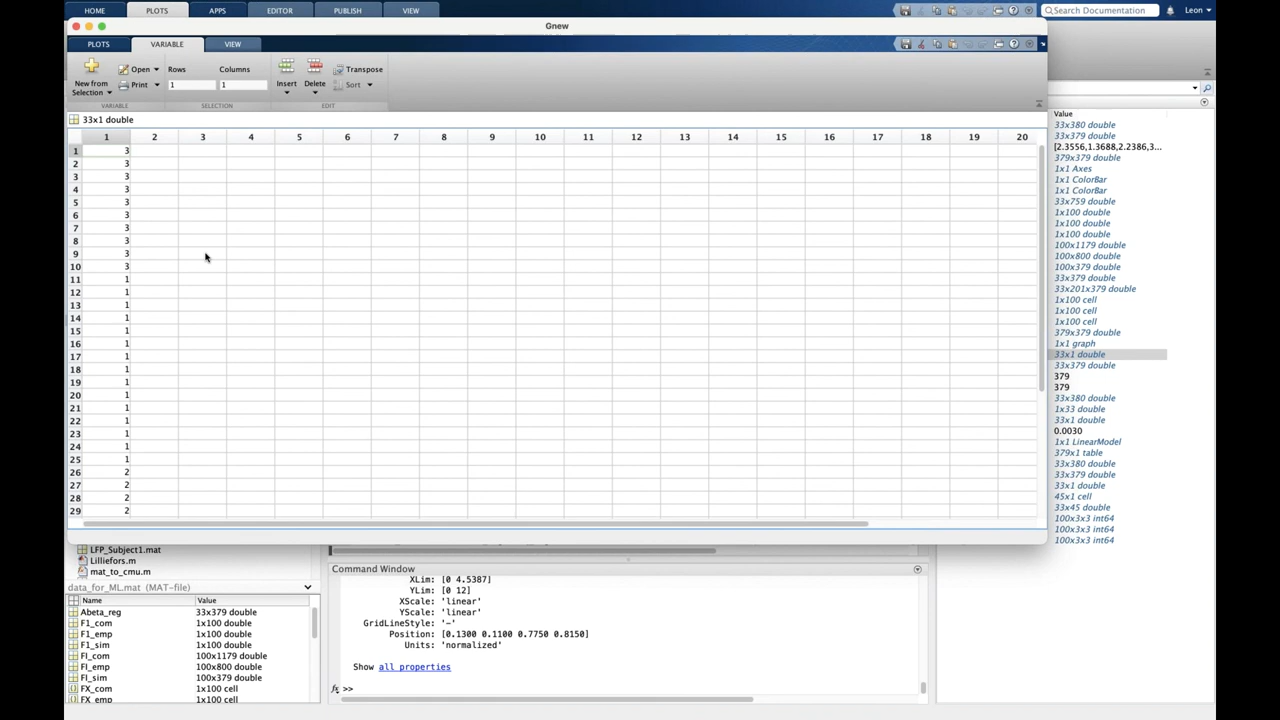 HOME PLOTS APPS EDITOR PUBLISH VIEW Search Documentation Leon
Gnew
PLOTS VARIABLE VIEW
New from
Selection
Open
Print
Rows Columns
1 1
Insert Delete
Transpose
Sort
VARIABLE SELECTION EDIT
33x1 double
1 2 3 4 5 6 7 8 9 10 11 12 13 14 15 16 17 18 19 20
1 3
2 3
3 3
4 3
5 3
6 3
7 3
8 3
9 3
10 3
11 1
12 1
13 1
14 1
15 1
16 1
17 1
18 1
19 1
20 1
21 1
22 1
23 1
24 1
25 1
26 2
27 2
28 2
29 2
Value
33x380 double
33x379 double
[2.3556,1.3688,2.2386,3...
379x379 double
1x1 Axes
1x1 ColorBar
1x1 ColorBar
33x759 double
1x100 double
1x100 double
1x100 double
100x1179 double
100x800 double
100x379 double
33x379 double
33x201x379 double
1x100 cell
1x100 cell
1x100 cell
379x379 double
1x1 graph
33x1 double
33x379 double
379
379
33x380 double
1x33 double
33x1 double
0.0030
1x1 LinearModel
379x1 table
33x380 double
33x379 double
33x1 double
45x1 cell
33x45 double
100x3x3 int64
100x3x3 int64
100x3x3 int64
LFP_Subject1.mat
Lilliefors.m
mat_to_cmu.m
data_for_ML.mat (MAT-file)
Name Value
Abeta_reg 33x379 double
F1_com 1x100 double
F1_emp 1x100 double
F1_sim 1x100 double
FI_com 100x1179 double
FI_emp 100x800 double
FI_sim 100x379 double
FX_com 1x100 cell
FX_emp 1x100 cell
Command Window
XLim: [0 4.5387]
YLim: [0 12]
XScale: 'linear'
YScale: 'linear'
GridLineStyle: '-'
Position: [0.1300 0.1100 0.7750 0.8150]
Units: 'normalized'
Show all properties
fx >>